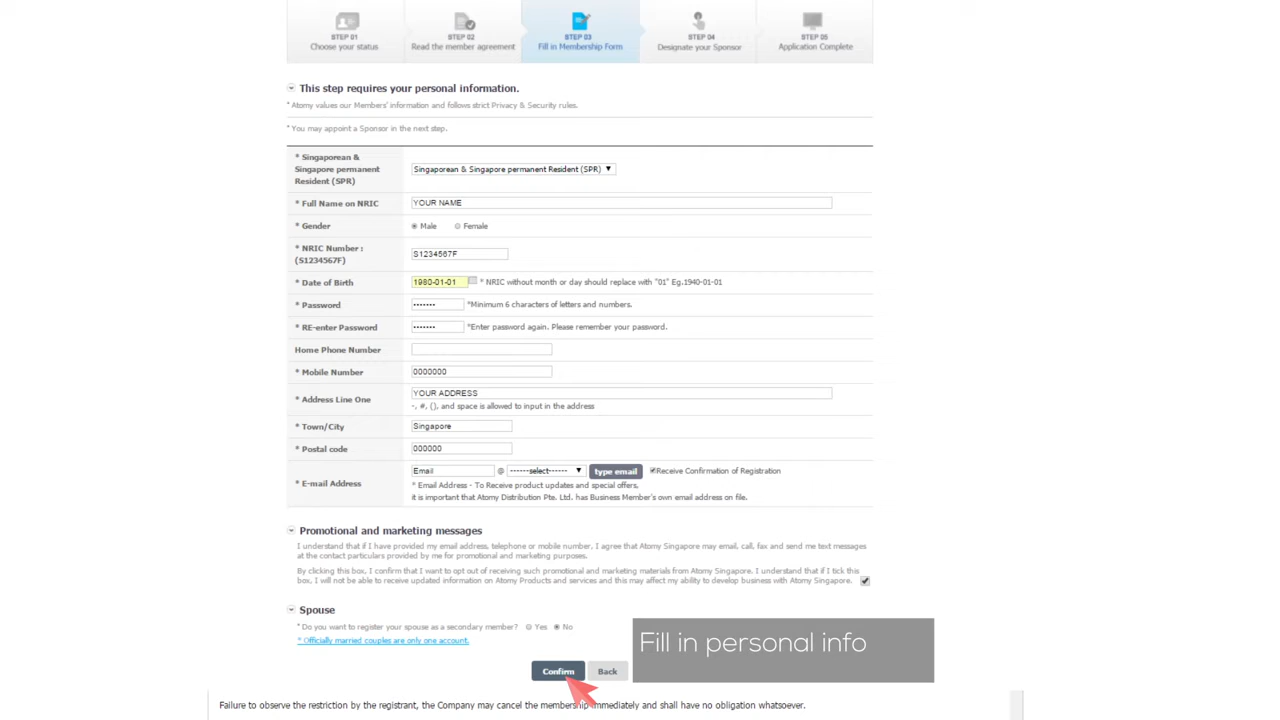 STEP 01
Choose your status
STEP 02
Read the member agreement
STEP 03
Fill in Membership Form
STEP 04
Designate your Sponsor
STEP 05
Application Complete
This step requires your personal information.
* Atomy values our Members' information and follows strict Privacy & Security rules.
* You may appoint a Sponsor in the next step.
* Singaporean &
Singapore permanent
Resident (SPR)
Singaporean & Singapore permanent Resident (SPR)
* Full Name on NRIC
YOUR NAME
* Gender
Male
Female
* NRIC Number :
(S1234567F)
S1234567F
* Date of Birth
1980-01-01
* NRIC without month or day should replace with "01" Eg.1940-01-01
* Password
•••••••
*Minimum 6 characters of letters and numbers.
* RE-enter Password
•••••••
*Enter password again. Please remember your password.
Home Phone Number
* Mobile Number
0000000
* Address Line One
YOUR ADDRESS
-, #, (), and space is allowed to input in the address
* Town/City
Singapore
* Postal code
000000
* E-mail Address
Email @ ------select------ type email Receive Confirmation of Registration
* Email Address - To Receive product updates and special offers,
it is important that Atomy Distribution Pte. Ltd. has Business Member's own email address on file.
Promotional and marketing messages
I understand that if I have provided my email address, telephone or mobile number, I agree that Atomy Singapore may email, call, fax and send me text messages
at the contact particulars provided by me for promotional and marketing purposes.
By clicking this box, I confirm that I want to opt out of receiving such promotional and marketing materials from Atomy Singapore. I understand that if I tick this
box, I will not be able to receive updated information on Atomy Products and services and this may affect my ability to develop business with Atomy Singapore.
Spouse
* Do you want to register your spouse as a secondary member? Yes No
* Officially married couples are only one account.
Fill in personal info
Confirm
Back
Failure to observe the restriction by the registrant, the Company may cancel the membership immediately and shall have no obligation whatsoever.